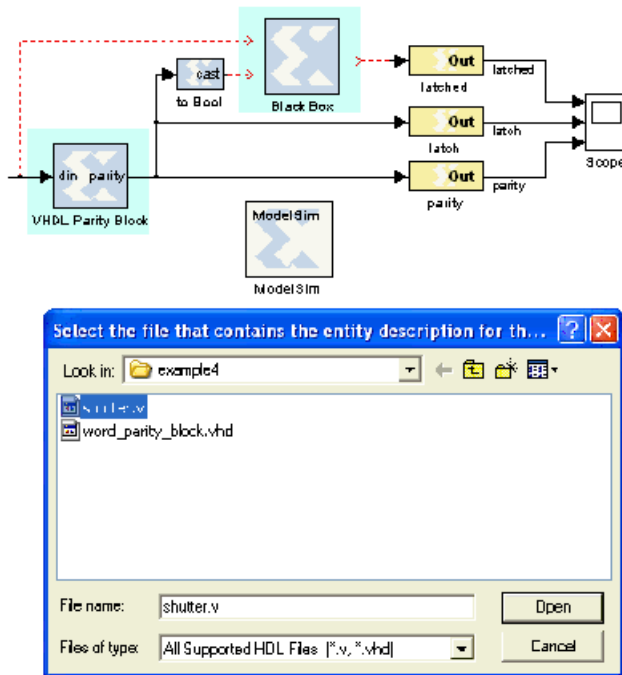 Out
latched
latched
cast
to Bool
Black Box
Out
latch
latch
Scope
din parity
VHDL Parity Block
Out
parity
parity
ModelSim
ModelSim
Select the file that contains the entity description for th...
Look in: example4
shutter.v
word_parity_block.vhd
File name: shutter.v Open
Files of type: All Supported HDL Files (*.v, *.vhd) Cancel